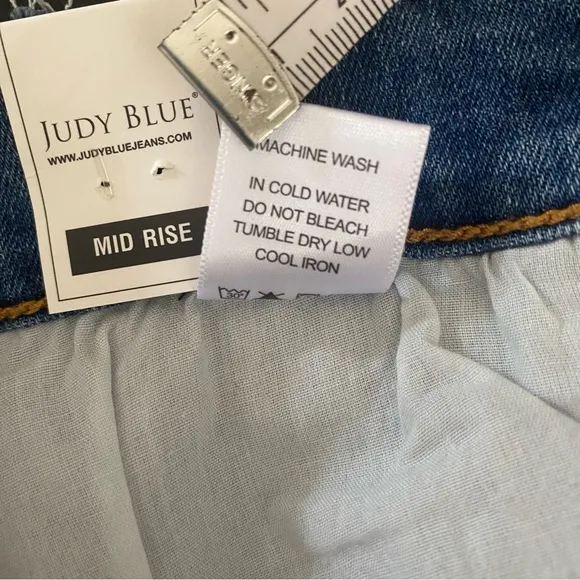 JUDY BLUE®
WWW.JUDYBLUEJEANS.COM
MID RISE
MACHINE WASH
IN COLD WATER
DO NOT BLEACH
TUMBLE DRY LOW
COOL IRON